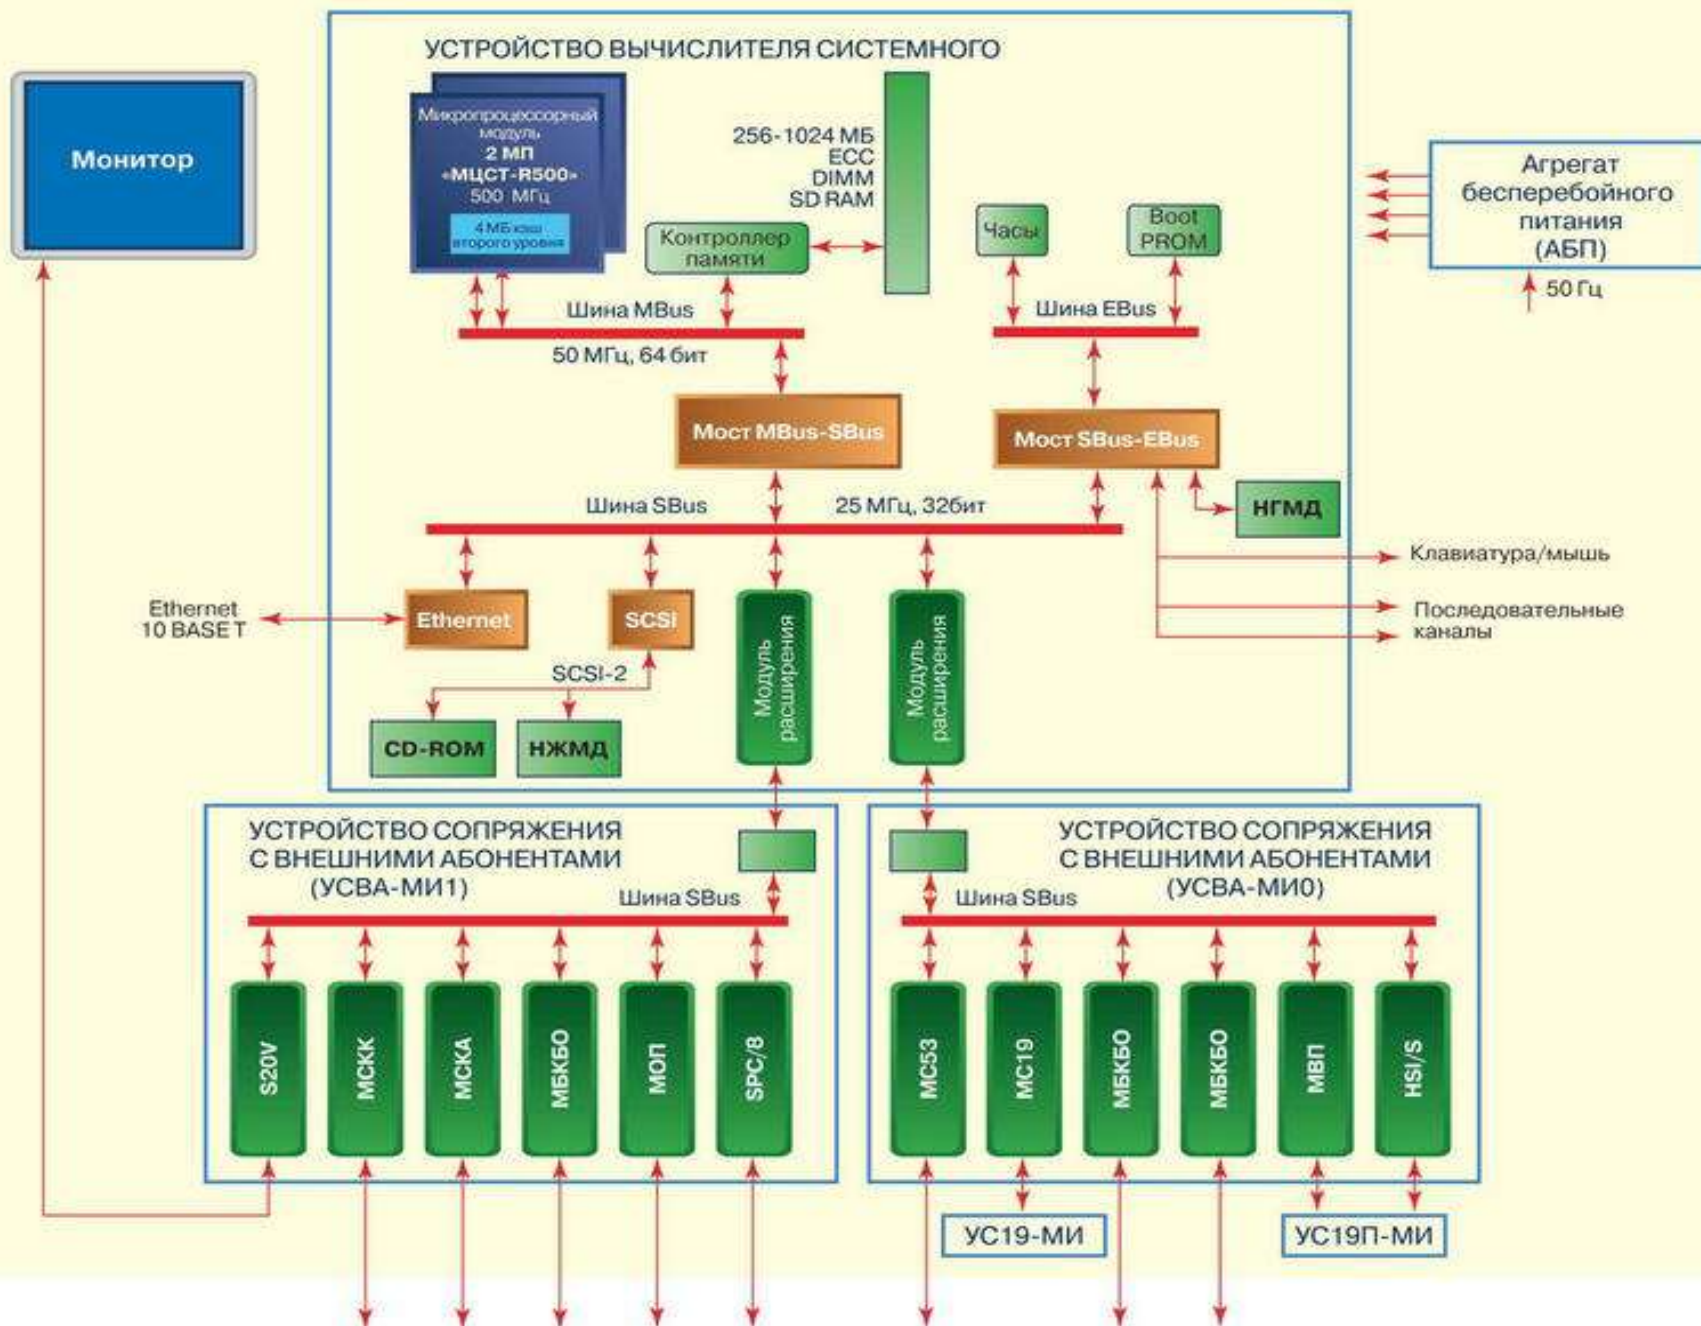 УСТРОЙСТВО ВЫЧИСЛИТЕЛЯ СИСТЕМНОГО
Монитор
Микропроцессорный
модуль
2 МП
«МЦСТ-R500»
500 МГц
4 МБ кэш
второго уровня
256-1024 МБ
ECC
DIMM
SD RAM
Контроллер
памяти
Часы
Boot
PROM
Агрегат
бесперебойного
питания
(АБП)
50 Гц
Шина MBus
50 МГц, 64 бит
Шина EBus
Мост MBus-SBus
Мост SBus-EBus
Шина SBus
25 МГц, 32бит
НГМД
Клавиатура/мышь
Последовательные
каналы
Ethernet
10 BASE T
Ethernet
SCSI
SCSI-2
CD-ROM
НЖМД
Модуль
расширения
Модуль
расширения
УСТРОЙСТВО СОПРЯЖЕНИЯ
С ВНЕШНИМИ АБОНЕНТАМИ
(УСВА-МИ1)
Шина SBus
S20V
МСКК
МСКА
МБКБО
МОП
SPC/8
УСТРОЙСТВО СОПРЯЖЕНИЯ
С ВНЕШНИМИ АБОНЕНТАМИ
(УСВА-МИ0)
Шина SBus
МС53
МС19
МБКБО
МБКБО
МВП
HSI/S
УС19-МИ
УС19П-МИ